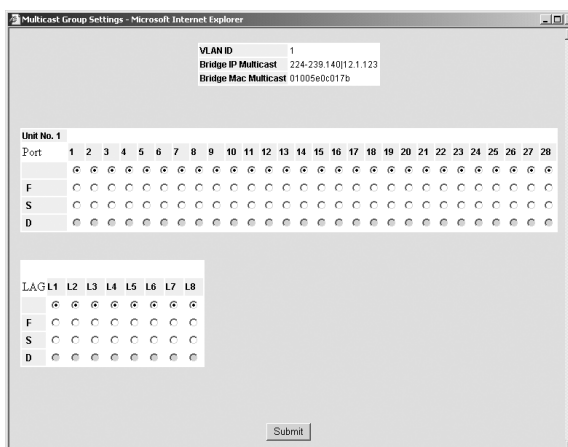 Multicast Group Settings - Microsoft Internet Explorer
VLAN ID 1
Bridge IP Multicast 224-239.140|12.1.123
Bridge Mac Multicast 01005e0c017b
Unit No. 1
Port 1 2 3 4 5 6 7 8 9 10 11 12 13 14 15 16 17 18 19 20 21 22 23 24 25 26 27 28
F
S
D
LAG L1 L2 L3 L4 L5 L6 L7 L8
F
S
D
Submit